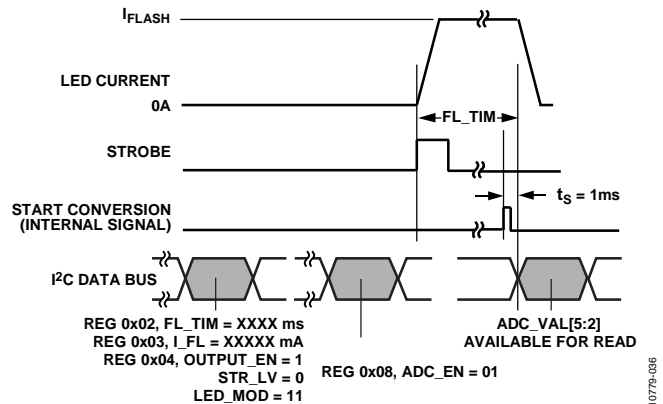 IFLASH
LED CURRENT
0A
FL_TIM
STROBE
START CONVERSION
(INTERNAL SIGNAL)
tS = 1ms
I2C DATA BUS
REG 0x02, FL_TIM = XXXX ms
REG 0x03, I_FL = XXXXX mA
REG 0x04, OUTPUT_EN = 1
STR_LV = 0
LED_MOD = 11
REG 0x08, ADC_EN = 01
ADC_VAL[5:2]
AVAILABLE FOR READ
10779-036